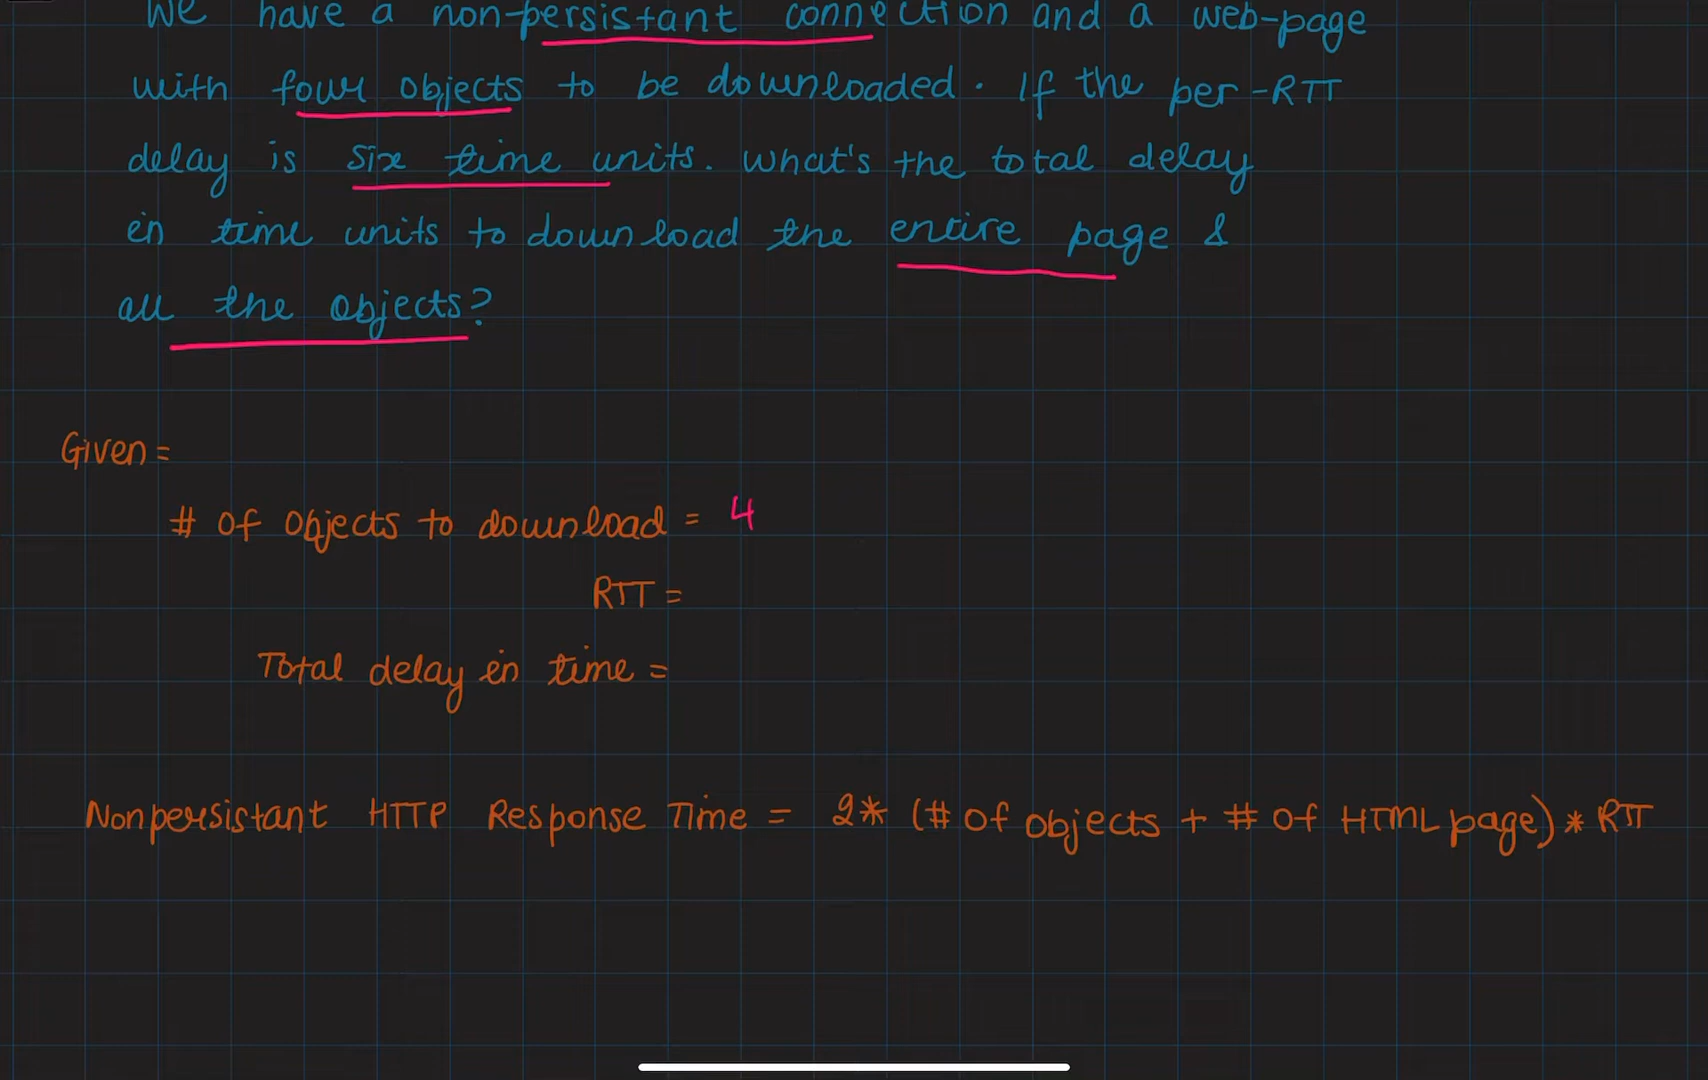 We have a non-persistant connection and a web-page
with four objects to be downloaded. If the per-RTT
delay is six time units. What's the total delay
in time units to download the entire page &
all the objects?
Given =
# of objects to download = 4
RTT =
Total delay in time =
Nonpersistant HTTP Response Time = 2* (# of objects + # of HTML page) * RTT